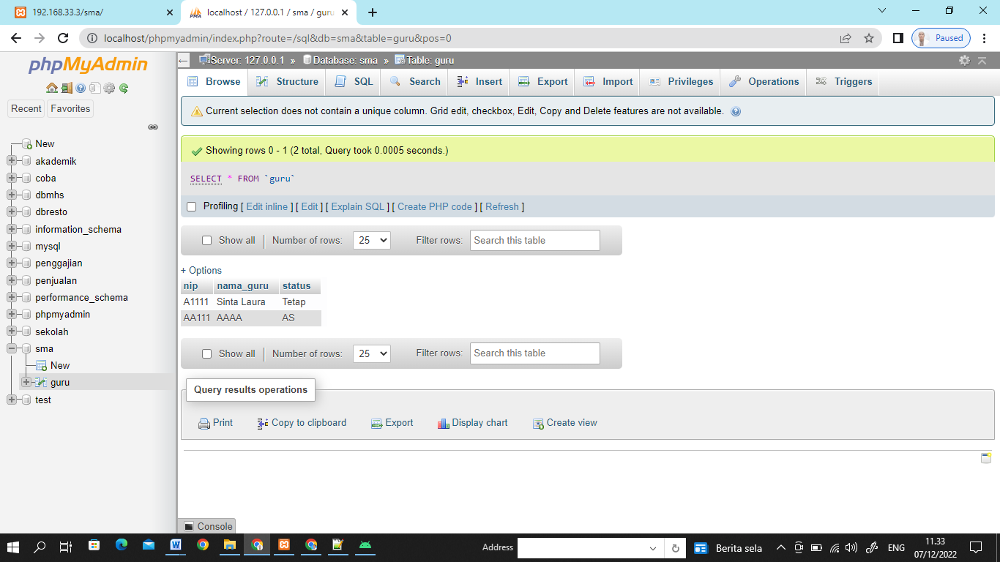 192.168.33.3/sma/
localhost / 127.0.0.1 / sma / guru
localhost/phpmyadmin/index.php?route=/sql&db=sma&table=guru&pos=0
Paused
phpMyAdmin
Recent Favorites
New
akademik
coba
dbmhs
dbresto
information_schema
mysql
penggajian
penjualan
performance_schema
phpmyadmin
sekolah
sma
New
guru
test
Server: 127.0.0.1 » Database: sma » Table: guru
Browse Structure SQL Search Insert Export Import Privileges Operations Triggers
Current selection does not contain a unique column. Grid edit, checkbox, Edit, Copy and Delete features are not available.
Showing rows 0 - 1 (2 total, Query took 0.0005 seconds.)
SELECT * FROM `guru`
Profiling [ Edit inline ] [ Edit ] [ Explain SQL ] [ Create PHP code ] [ Refresh ]
Show all Number of rows: 25 Filter rows: Search this table
+ Options
nip nama_guru status
A1111 Sinta Laura Tetap
AA111 AAAA AS
Show all Number of rows: 25 Filter rows: Search this table
Query results operations
Print Copy to clipboard Export Display chart Create view
Console
Address
Berita sela
ENG
11.33
07/12/2022